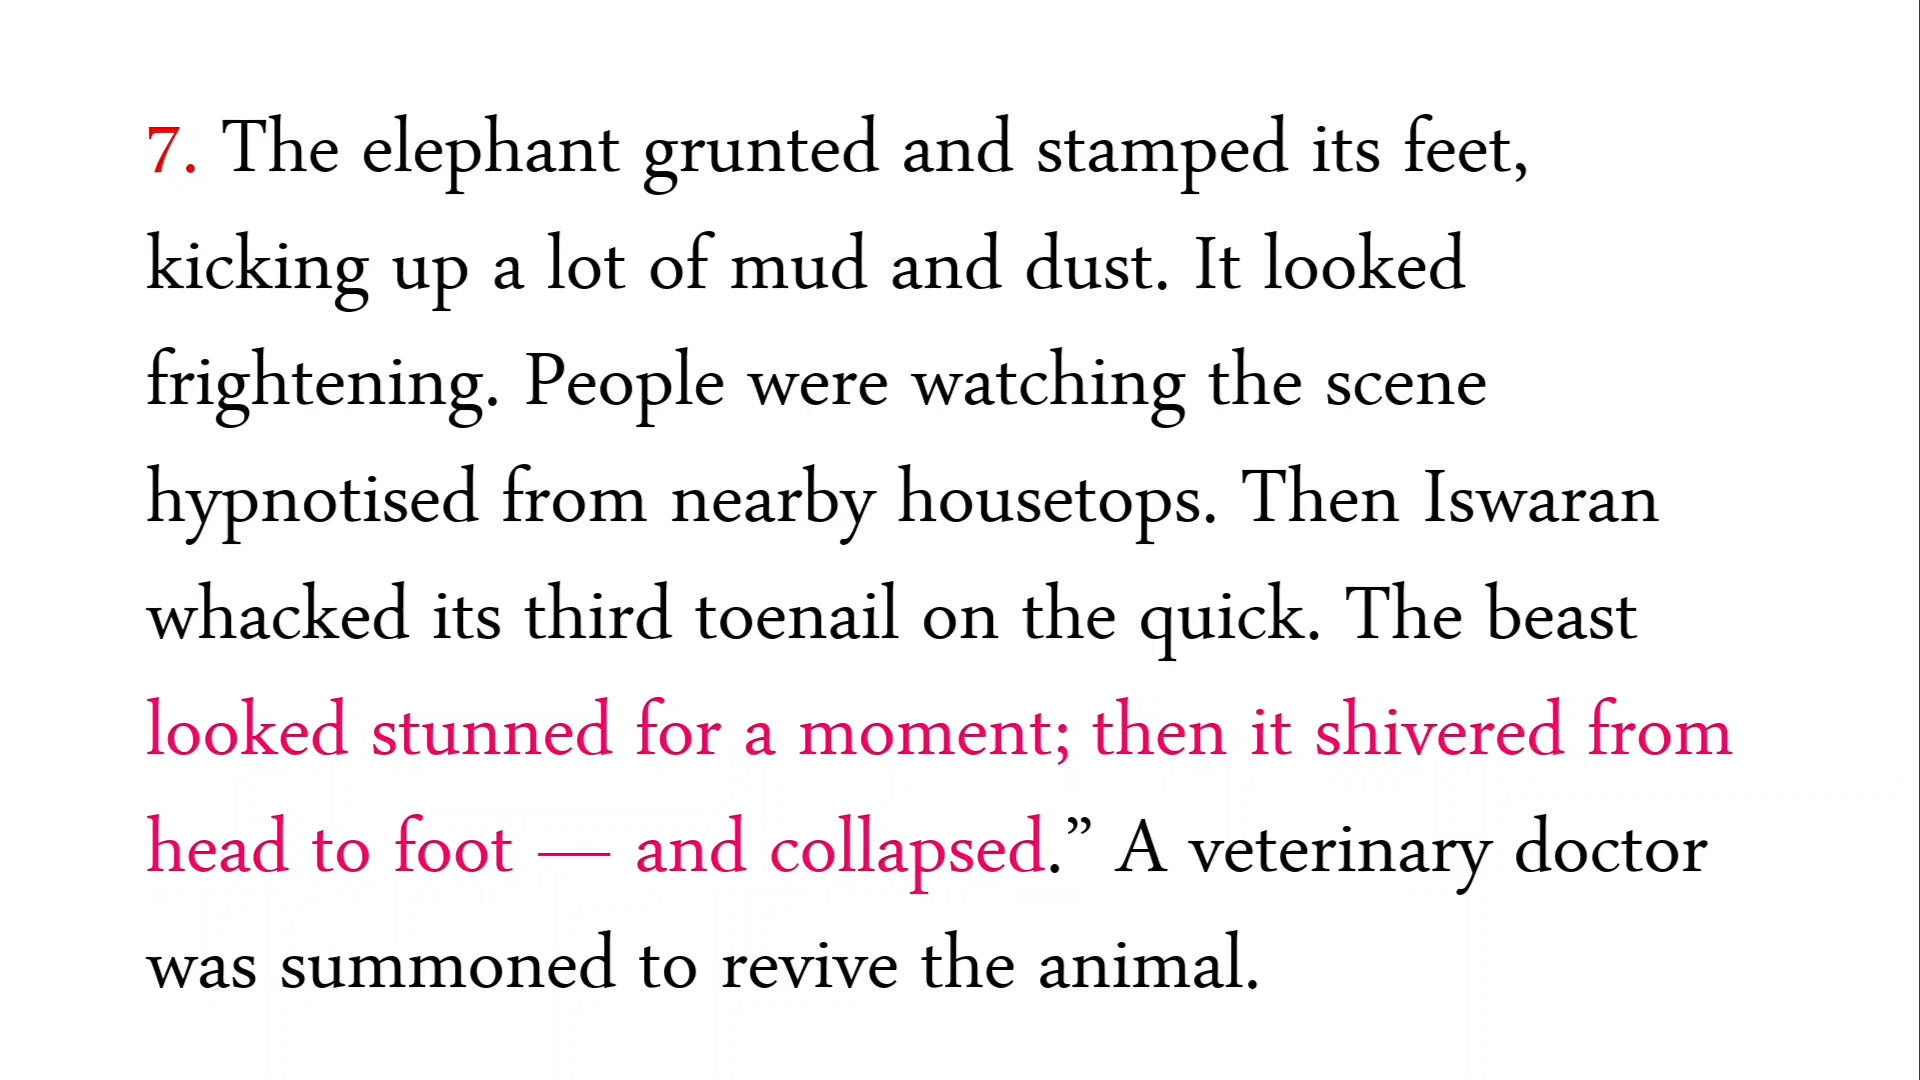 7. The elephant grunted and stamped its feet,
kicking up a lot of mud and dust. It looked
frightening. People were watching the scene
hypnotised from nearby housetops. Then Iswaran
whacked its third toenail on the quick. The beast
looked stunned for a moment; then it shivered from
head to foot — and collapsed.” A veterinary doctor
was summoned to revive the animal.